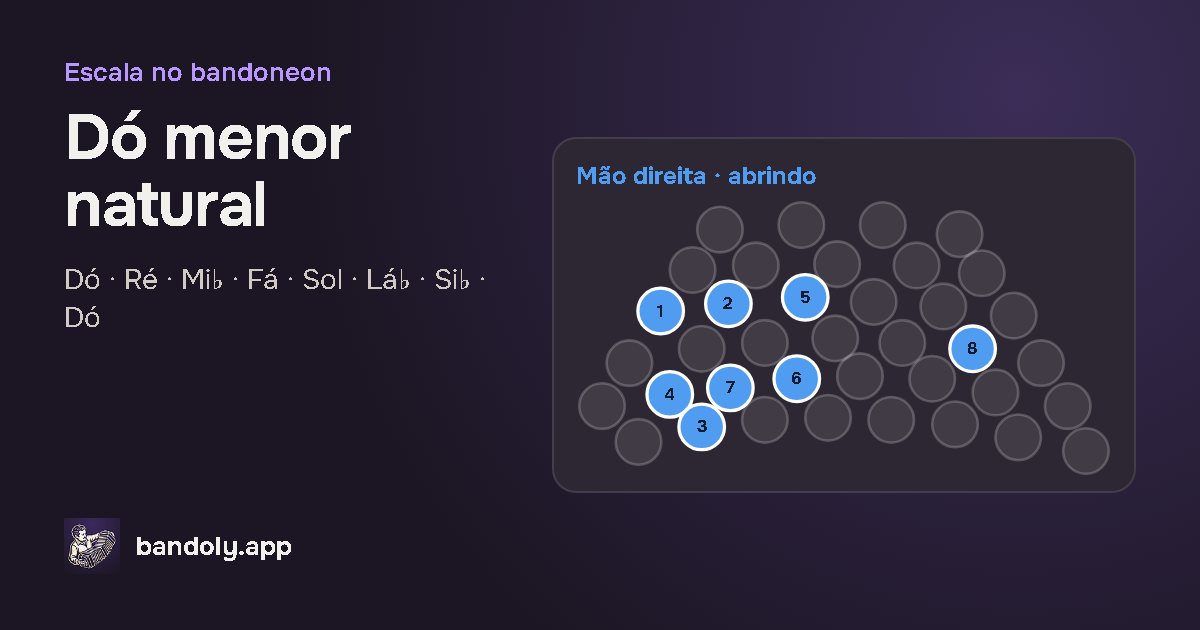 Escala no bandoneon
Dó menor
natural
Dó · Ré · Mi♭ · Fá · Sol · Lá♭ · Si♭ ·
Dó
Mão direita · abrindo
1 2 5
8
4 7 6
3
bandoly.app